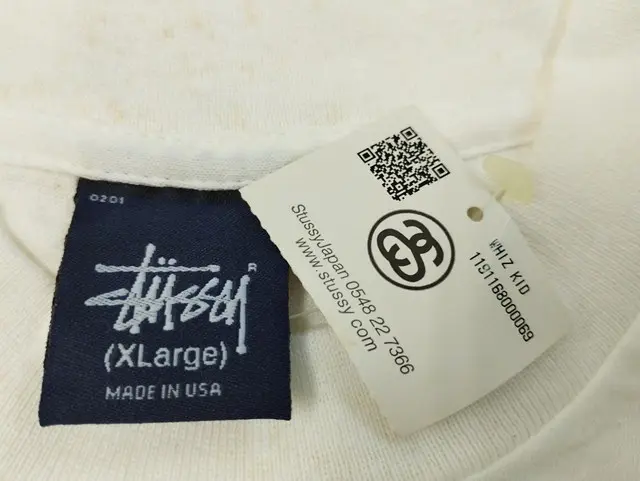 0201
Stüssy
R
(XLarge)
MADE IN USA
StussyJapan 0548 22 7366
www.stussy com
WHIZ KID
1191168000069